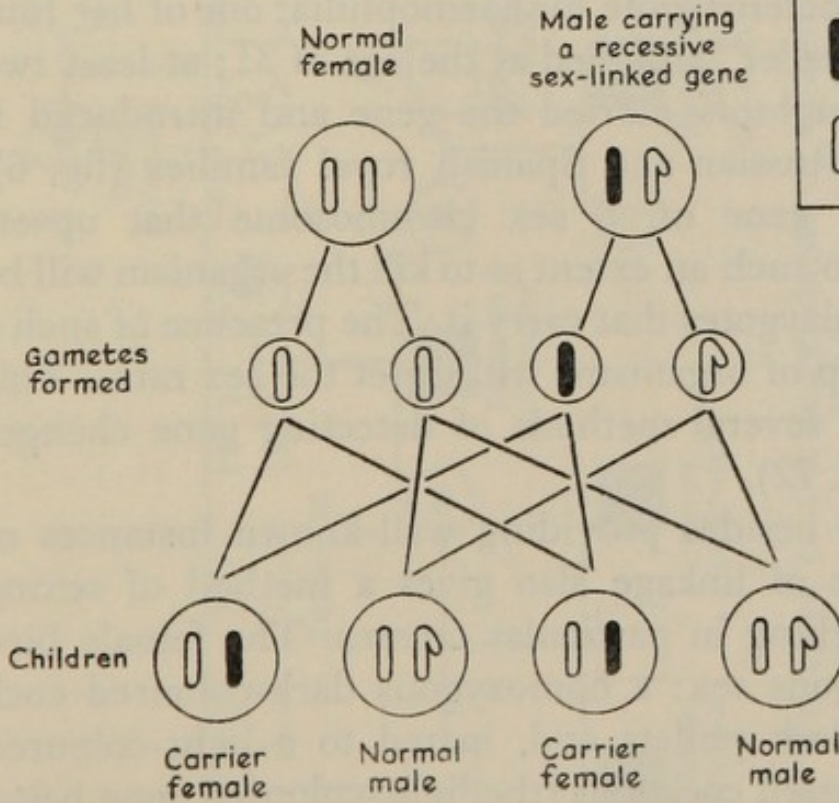 Normal
female
Male carrying
a recessive
sex-linked gene
Gametes
formed
Children
Carrier
female
Normal
male
Carrier
female
Normal
male